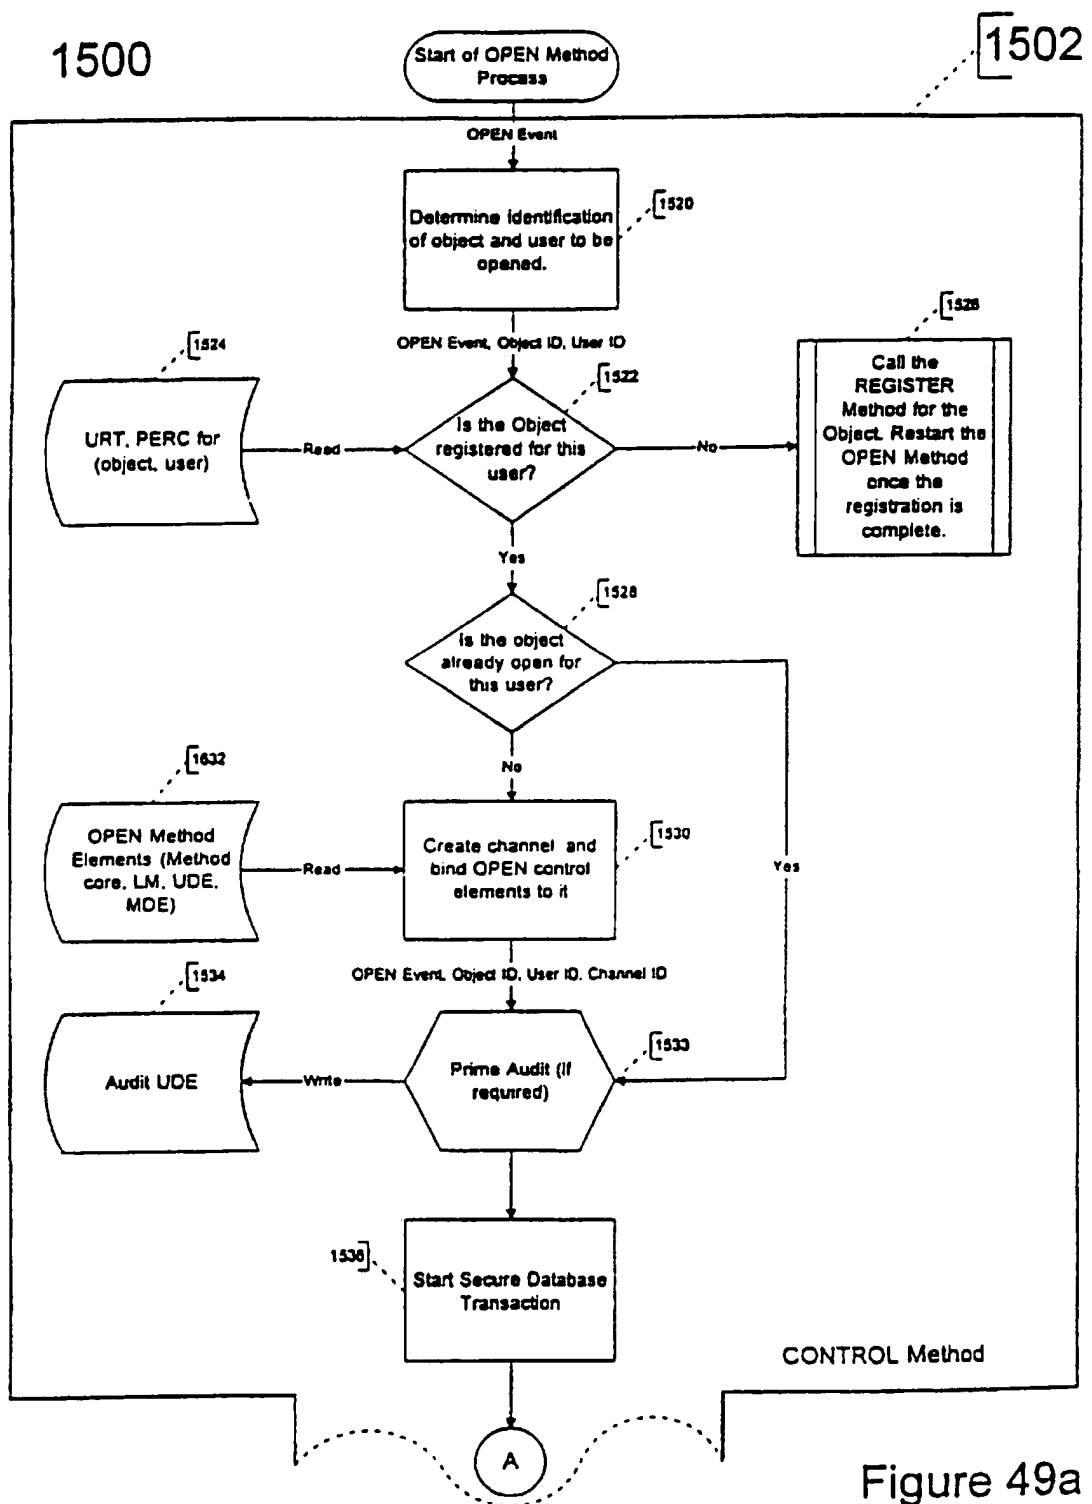 1500
1502
Start of OPEN Method
Process
OPEN Event
1520
Determine identification
of object and user to be
opened.
OPEN Event, Object ID, User ID
1524
URT, PERC for
(object, user)
Read
1522
Is the Object
registered for this
user?
No
1526
Call the
REGISTER
Method for the
Object. Restart the
OPEN Method
once the
registration is
complete.
Yes
1528
Is the object
already open for
this user?
No
Yes
1632
OPEN Method
Elements (Method
core, LM, UDE,
MDE)
Read
1530
Create channel and
bind OPEN control
elements to it
OPEN Event, Object ID, User ID, Channel ID
1534
Audit UDE
Write
1533
Prime Audit (if
required)
1536
Start Secure Database
Transaction
CONTROL Method
A
Figure 49a